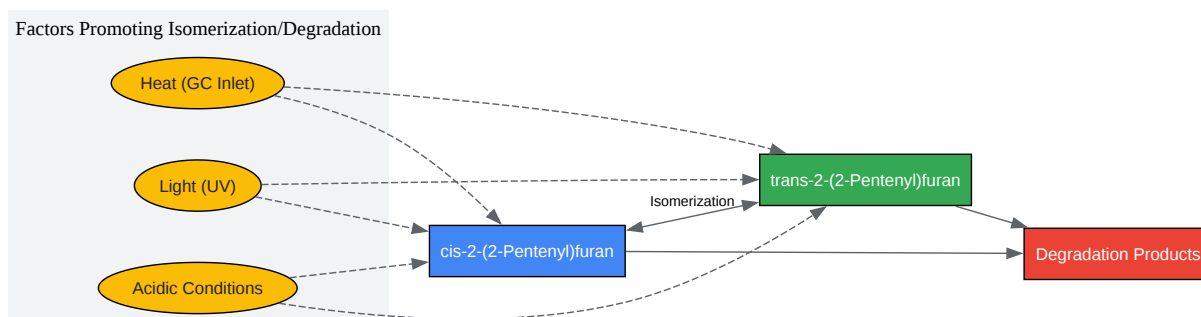 Factors Promoting Isomerization/Degradation
Heat (GC Inlet)
Light (UV)
Acidic Conditions
Isomerization
cis-2-(2-Pentenyl)furan
trans-2-(2-Pentenyl)furan
Degradation Products